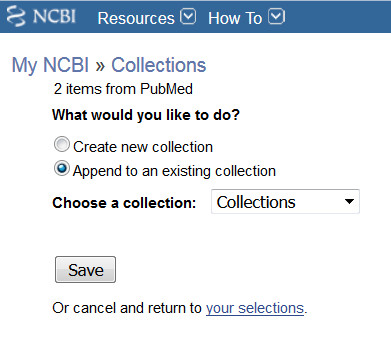 NCBI Resources How To
My NCBI » Collections
2 items from PubMed
What would you like to do?
Create new collection
Append to an existing collection
Choose a collection: Collections
Save
Or cancel and return to your selections.